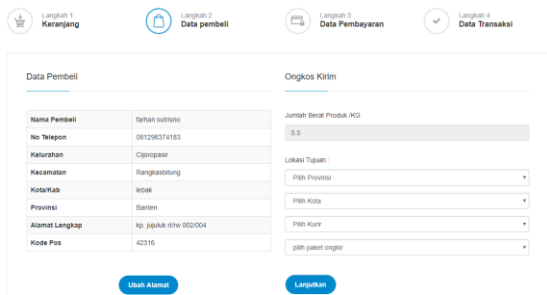 Langkah 1
Keranjang
Langkah 2
Data pembeli
Langkah 3
Data Pembayaran
Langkah 4
Data Transaksi
Data Pembeli
Nama Pembeli farhan sutrisno
No Telepon 081298374183
Kelurahan Cijoropasir
Kecamatan Rangkasbitung
Kota/Kab lebak
Provinsi Banten
Alamat Lengkap kp. jujuluk rt/rw 002/004
Kode Pos 42316
Ubah Alamat
Ongkos Kirim
Jumlah Berat Produk /KG
5.5
Lokasi Tujuan :
Pilih Provinsi
Pilih Kota
Pilih Kurir
pilih paket ongkir
Lanjutkan